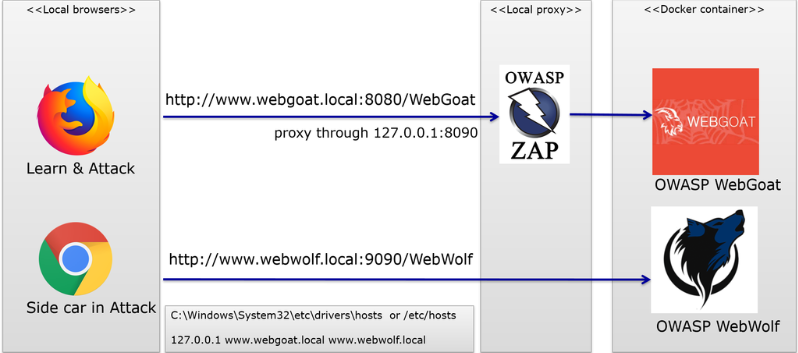 <<Local browsers>>
<<Local proxy>>
<<Docker container>>
http://www.webgoat.local:8080/WebGoat
proxy through 127.0.0.1:8090
OWASP
ZAP
WEBGOAT
Learn & Attack
OWASP WebGoat
http://www.webwolf.local:9090/WebWolf
Side car in Attack
OWASP WebWolf
C:\Windows\System32\etc\drivers\hosts or /etc/hosts
127.0.0.1 www.webgoat.local www.webwolf.local